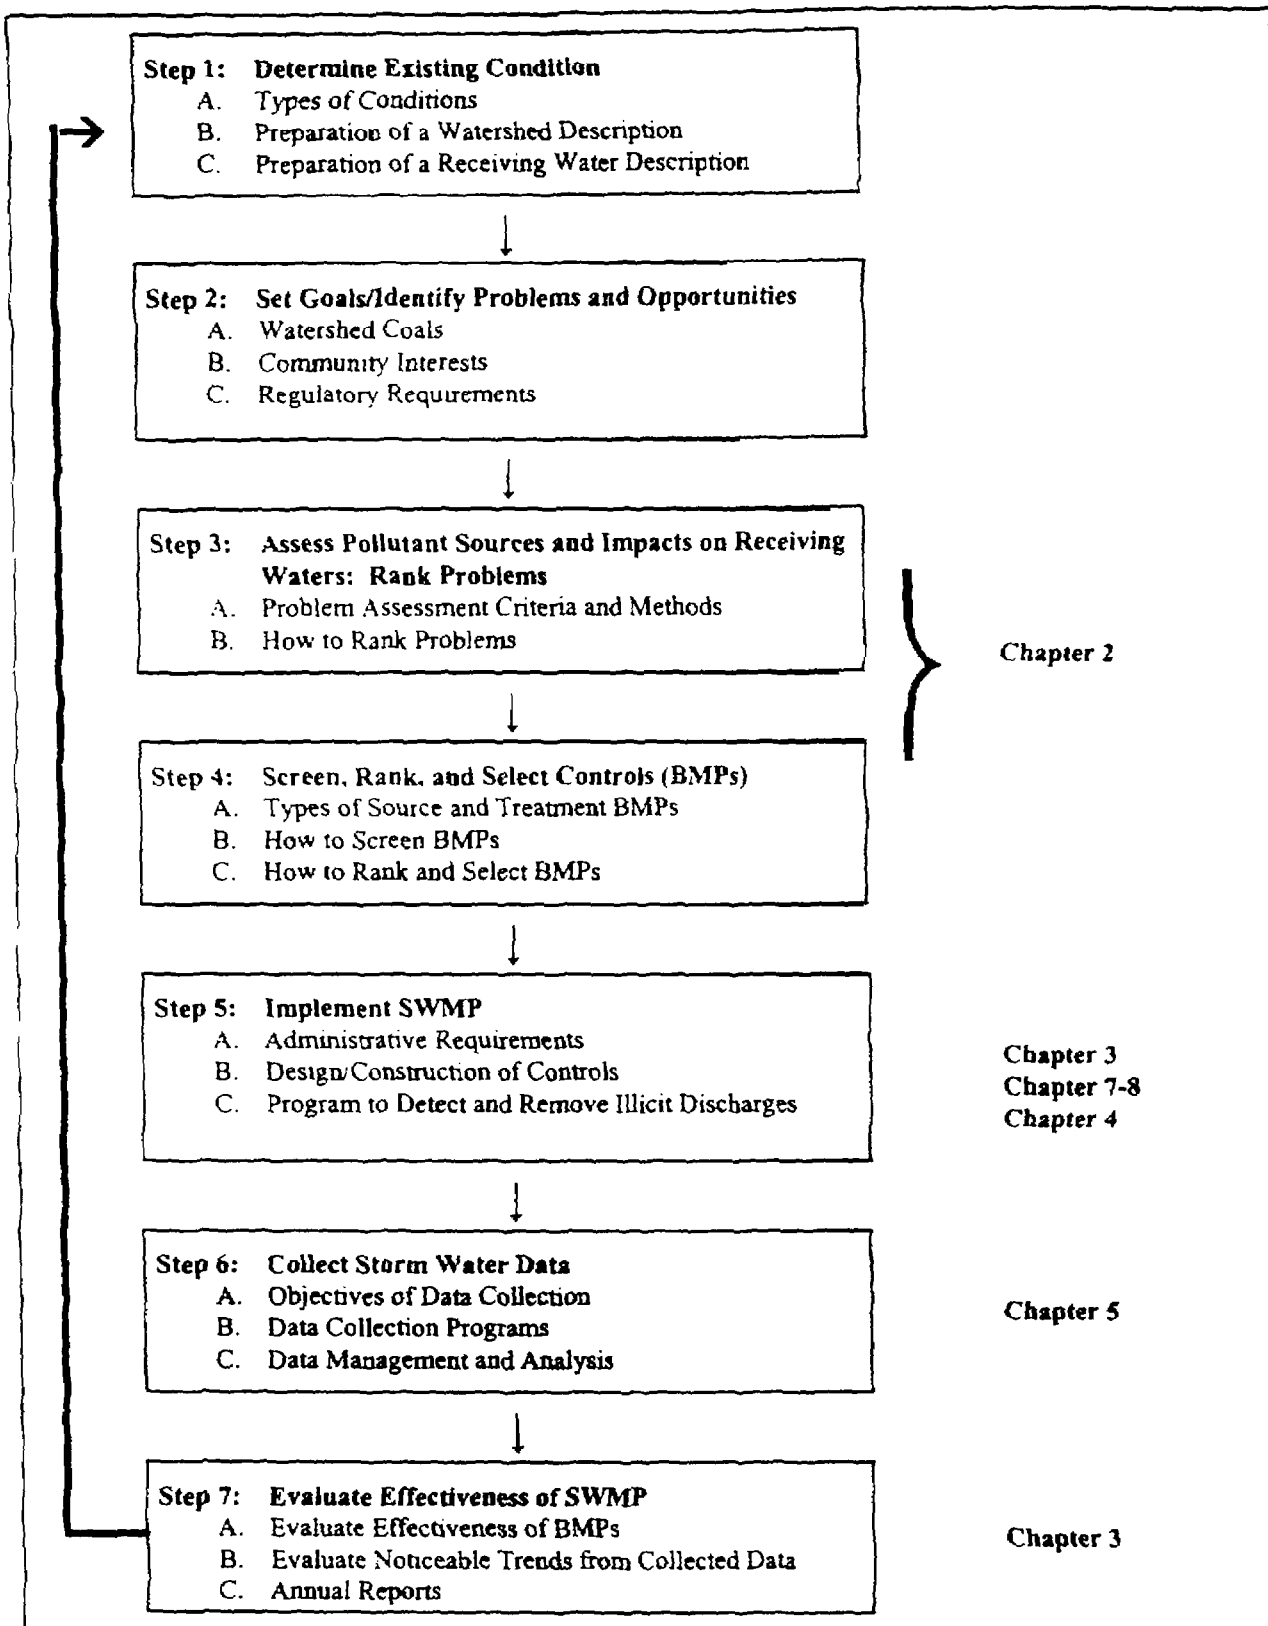 Step 1: Determine Existing Condition
A. Types of Conditions
B. Preparation of a Watershed Description
C. Preparation of a Receiving Water Description
Step 2: Set Goals/Identify Problems and Opportunities
A. Watershed Coals
B. Community Interests
C. Regulatory Requirements
Step 3: Assess Pollutant Sources and Impacts on Receiving
Waters: Rank Problems
A. Problem Assessment Criteria and Methods
B. How to Rank Problems
Chapter 2
Step 4: Screen, Rank, and Select Controls (BMPs)
A. Types of Source and Treatment BMPs
B. How to Screen BMPs
C. How to Rank and Select BMPs
Step 5: Implement SWMP
A. Administrative Requirements
B. Design/Construction of Controls
C. Program to Detect and Remove Illicit Discharges
Chapter 3
Chapter 7-8
Chapter 4
Step 6: Collect Storm Water Data
A. Objectives of Data Collection
B. Data Collection Programs
C. Data Management and Analysis
Chapter 5
Step 7: Evaluate Effectiveness of SWMP
A. Evaluate Effectiveness of BMPs
B. Evaluate Noticeable Trends from Collected Data
C. Annual Reports
Chapter 3